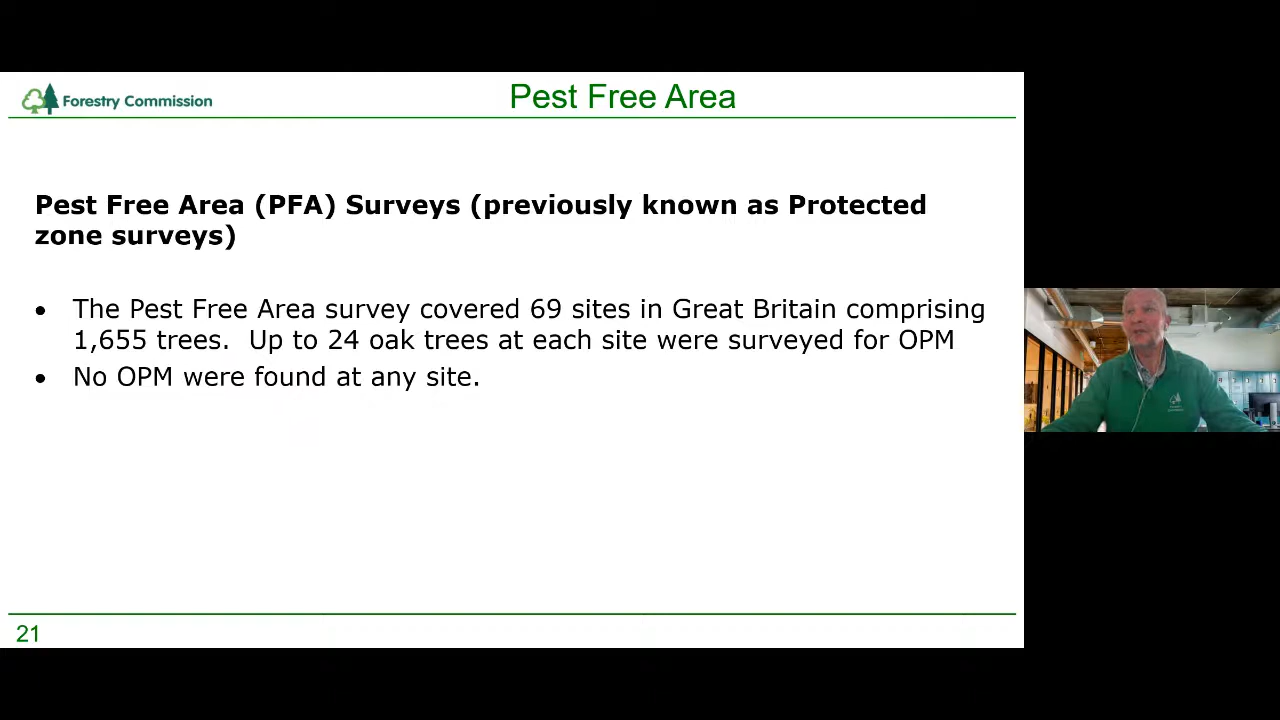 Forestry Commission
Pest Free Area
Pest Free Area (PFA) Surveys (previously known as Protected
zone surveys)
• The Pest Free Area survey covered 69 sites in Great Britain comprising
1,655 trees.  Up to 24 oak trees at each site were surveyed for OPM
• No OPM were found at any site.
21